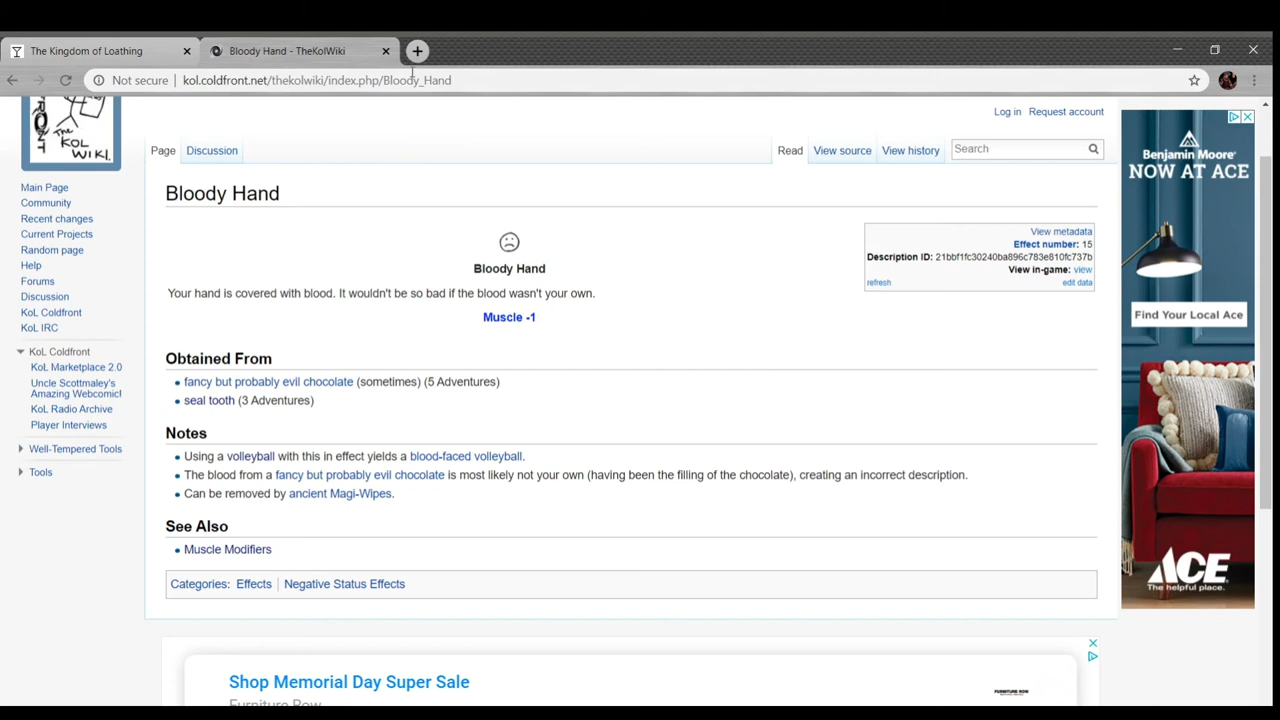 The Kingdom of Loathing
Bloody Hand - TheKolWiki
Not secure | kol.coldfront.net/thekolwiki/index.php/Bloody_Hand
THE
KOL
WIKI.
Log in Request account
Page Discussion
Read View source View history Search
Main Page
Community
Recent changes
Current Projects
Random page
Help
Forums
Discussion
KoL Coldfront
KoL IRC
KoL Coldfront
KoL Marketplace 2.0
Uncle Scottmaley's
Amazing Webcomic!
KoL Radio Archive
Player Interviews
Well-Tempered Tools
Tools
Bloody Hand
View metadata
Effect number: 15
Description ID: 21bbf1fc30240ba896c783e810fc737b
View in-game: view
refresh edit data
Bloody Hand
Your hand is covered with blood. It wouldn't be so bad if the blood wasn't your own.
Muscle -1
Obtained From
fancy but probably evil chocolate (sometimes) (5 Adventures)
seal tooth (3 Adventures)
Notes
Using a volleyball with this in effect yields a blood-faced volleyball.
The blood from a fancy but probably evil chocolate is most likely not your own (having been the filling of the chocolate), creating an incorrect description.
Can be removed by ancient Magi-Wipes.
See Also
Muscle Modifiers
Categories: Effects | Negative Status Effects
Benjamin Moore®
NOW AT ACE
Find Your Local Ace
ACE
The helpful place.
Shop Memorial Day Super Sale
Furniture Row
FURNITURE ROW